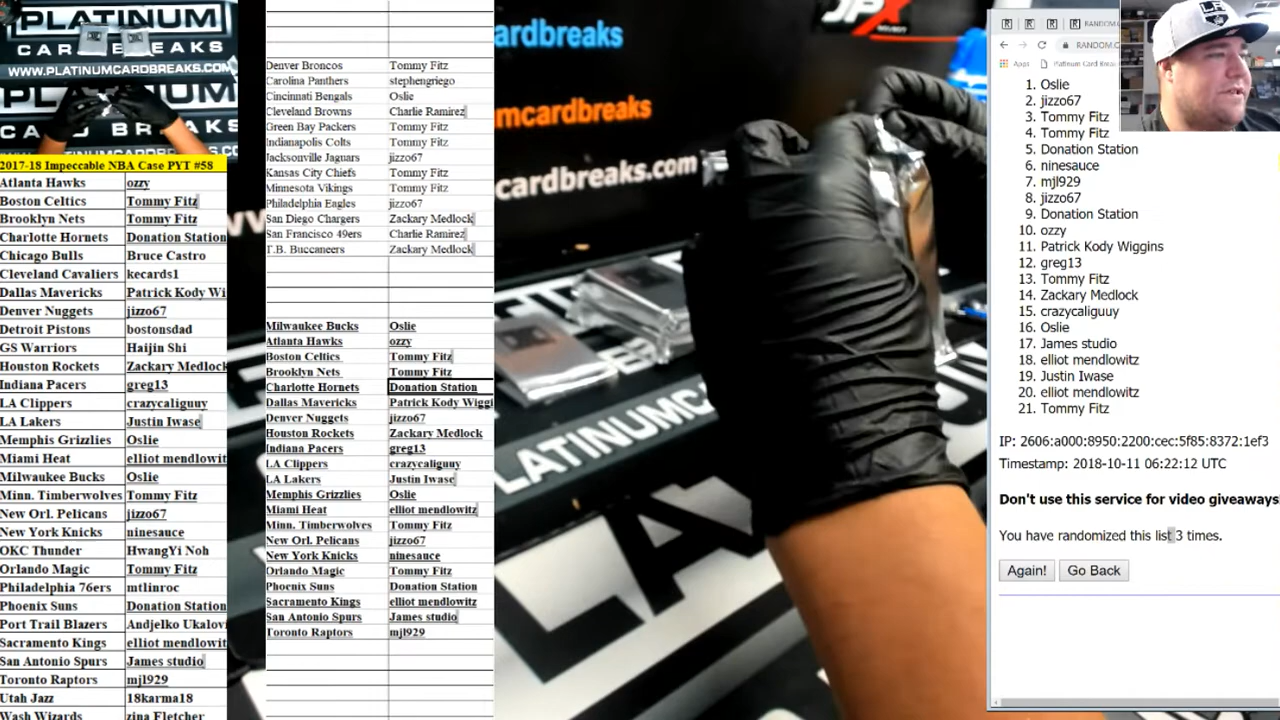 PLATINUM
CARD BREAKS
WWW.PLATINUMCARDBREAKS.
2017-18 Impeccable NBA Case PYT #58
Atlanta Hawks ozzy
Boston Celtics Tommy Fitz
Brooklyn Nets Tommy Fitz
Charlotte Hornets Donation Station
Chicago Bulls Bruce Castro
Cleveland Cavaliers kecards1
Dallas Mavericks Patrick Kody Wi
Denver Nuggets jizzo67
Detroit Pistons bostonsdad
GS Warriors Haijin Shi
Houston Rockets Zackary Medlock
Indiana Pacers greg13
LA Clippers crazycaliguuy
LA Lakers Justin Iwase
Memphis Grizzlies Oslie
Miami Heat elliot mendlowit
Milwaukee Bucks Oslie
Minn. Timberwolves Tommy Fitz
New Orl. Pelicans jizzo67
New York Knicks ninesauce
OKC Thunder HwangYi Noh
Orlando Magic Tommy Fitz
Philadelphia 76ers mtlinroc
Phoenix Suns Donation Station
Port Trail Blazers Andjelko Ukalovi
Sacramento Kings elliot mendlowit
San Antonio Spurs James studio
Toronto Raptors mjl929
Utah Jazz 18karma18
Wash Wizards zina Fletcher
Denver Broncos Tommy Fitz
Carolina Panthers stephengriego
Cincinnati Bengals Oslie
Cleveland Browns Charlie Ramirez
Green Bay Packers Tommy Fitz
Indianapolis Colts Tommy Fitz
Jacksonville Jaguars jizzo67
Kansas City Chiefs Tommy Fitz
Minnesota Vikings Tommy Fitz
Philadelphia Eagles jizzo67
San Diego Chargers Zackary Medlock
San Francisco 49ers Charlie Ramirez
T.B. Buccaneers Zackary Medlock
Milwaukee Bucks Oslie
Atlanta Hawks ozzy
Boston Celtics Tommy Fitz
Brooklyn Nets Tommy Fitz
Charlotte Hornets Donation Station
Dallas Mavericks Patrick Kody Wiggi
Denver Nuggets jizzo67
Houston Rockets Zackary Medlock
Indiana Pacers greg13
LA Clippers crazycaliguuy
LA Lakers Justin Iwase
Memphis Grizzlies Oslie
Miami Heat elliot mendlowitz
Minn. Timberwolves Tommy Fitz
New Orl. Pelicans jizzo67
New York Knicks ninesauce
Orlando Magic Tommy Fitz
Phoenix Suns Donation Station
Sacramento Kings elliot mendlowitz
San Antonio Spurs James studio
Toronto Raptors mjl929
ardbreaks
umcardbreaks
cardbreaks.com
PLATINUMC
LA
RANDOM.C
Apps Platinum Card Break
1. Oslie
2. jizzo67
3. Tommy Fitz
4. Tommy Fitz
5. Donation Station
6. ninesauce
7. mjl929
8. jizzo67
9. Donation Station
10. ozzy
11. Patrick Kody Wiggins
12. greg13
13. Tommy Fitz
14. Zackary Medlock
15. crazycaliguuy
16. Oslie
17. James studio
18. elliot mendlowitz
19. Justin Iwase
20. elliot mendlowitz
21. Tommy Fitz
IP: 2606:a000:8950:2200:cec:5f85:8372:1ef3
Timestamp: 2018-10-11 06:22:12 UTC
Don't use this service for video giveaways
You have randomized this list 3 times.
Again! Go Back